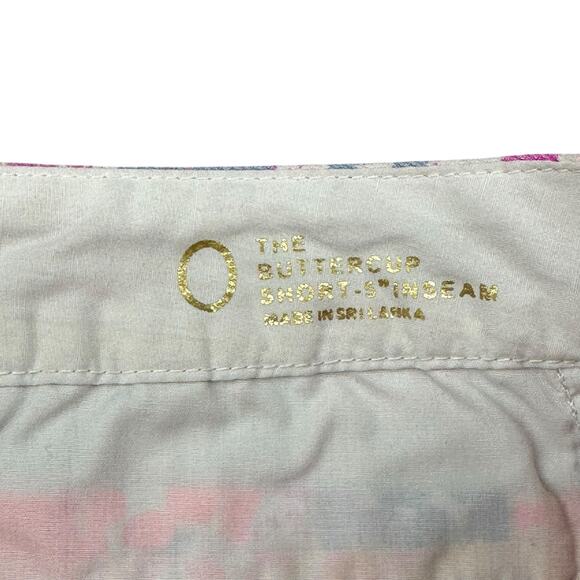 0
THE
BUTTERCUP
SHORT-5" INSEAM
MADE IN SRI LANKA